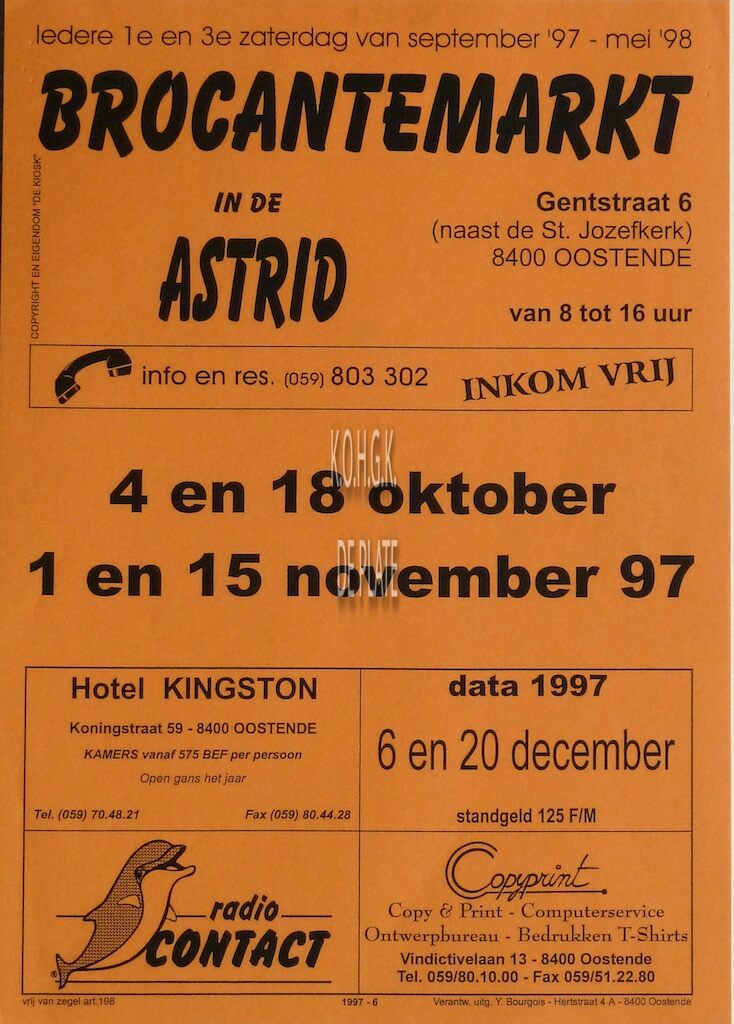 Iedere 1e en 3e zaterdag van september '97 - mei '98
BROCANTEMARKT
IN DE
ASTRID
Gentstraat 6
(naast de St. Jozefkerk)
8400 OOSTENDE
van 8 tot 16 uur
COPYRIGHT EN EIGENDOM "DE KIOSK"
info en res. (059) 803 302
INKOM VRIJ
K.O.H.G.K.
4 en 18 oktober
DE PLATE
1 en 15 november 97
Hotel KINGSTON
Koningstraat 59 - 8400 OOSTENDE
KAMERS vanaf 575 BEF per persoon
Open gans het jaar
Tel. (059) 70.48.21 Fax (059) 80.44.28
data 1997
6 en 20 december
standgeld 125 F/M
radio
CONTACT
®
Copyprint
Copy & Print - Computerservice
Ontwerpbureau - Bedrukken T-Shirts
Vindictivelaan 13 - 8400 Oostende
Tel. 059/80.10.00 - Fax 059/51.22.80
vrij van zegel art.198 1997 - 6 Verantw. uitg. Y. Bourgois - Hertstraat 4 A - 8400 Oostende